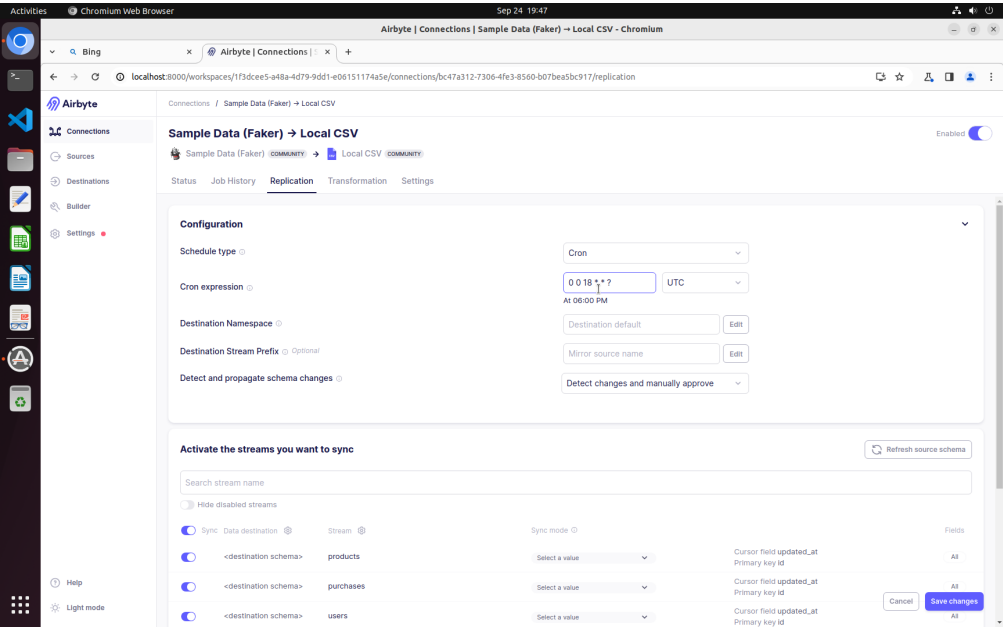 Activities
Chromium Web Browser
Sep 24 19:47
Airbyte | Connections | Sample Data (Faker) → Local CSV - Chromium
Bing
Airbyte | Connections |
localhost:8000/workspaces/1f3dcee5-a48a-4d79-9dd1-e06151174a5e/connections/bc47a312-7306-4fe3-8560-b07bea5bc917/replication
Airbyte
Connections / Sample Data (Faker) → Local CSV
Connections
Sources
Destinations
Builder
Settings
Help
Light mode
Sample Data (Faker) → Local CSV
Enabled
Sample Data (Faker) COMMUNITY → Local CSV COMMUNITY
Status Job History Replication Transformation Settings
Configuration
Schedule type
Cron
Cron expression
0 0 18 * * ?
UTC
At 06:00 PM
Destination Namespace
Destination default
Edit
Destination Stream Prefix Optional
Mirror source name
Edit
Detect and propagate schema changes
Detect changes and manually approve
Activate the streams you want to sync
Refresh source schema
Search stream name
Hide disabled streams
Sync Data destination Stream Sync mode Fields
<destination schema> products Select a value Cursor field updated_at All
Primary key id
<destination schema> purchases Select a value Cursor field updated_at All
Primary key id
<destination schema> users Select a value Cursor field updated_at All
Primary key id
Cancel
Save changes